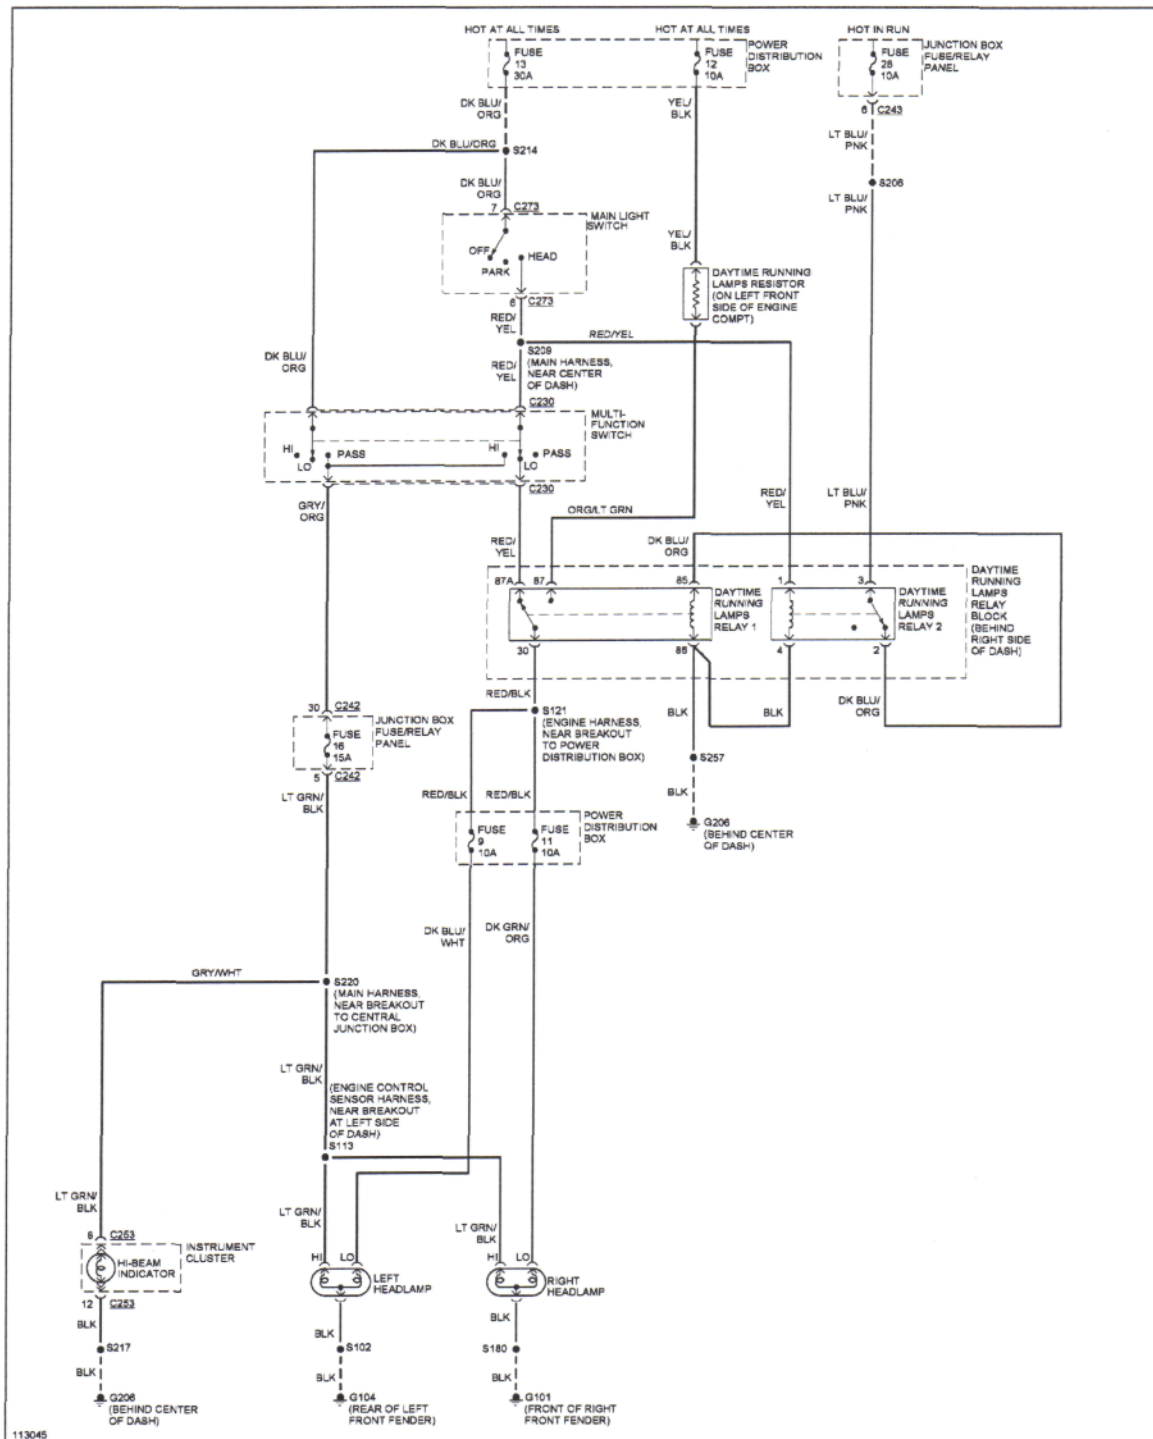 HOT AT ALL TIMES
HOT AT ALL TIMES
HOT IN RUN
FUSE
13
30A
FUSE
12
10A
POWER
DISTRIBUTION
BOX
FUSE
28
10A
JUNCTION BOX
FUSE/RELAY
PANEL
6 C243
DK BLU/
ORG
YEL/
BLK
LT BLU/
PNK
DK BLU/ORG
S214
DK BLU/
ORG
S206
LT BLU/
PNK
7 C273
MAIN LIGHT
SWITCH
OFF
PARK
HEAD
YEL/
BLK
6 C273
DAYTIME RUNNING
LAMPS RESISTOR
(ON LEFT FRONT
SIDE OF ENGINE
COMPT)
RED/
YEL
RED/YEL
DK BLU/
ORG
RED/
YEL
S209
(MAIN HARNESS,
NEAR CENTER
OF DASH)
C230
MULTI-
FUNCTION
SWITCH
HI
LO
PASS
HI
LO
PASS
C230
GRY/
ORG
ORG/LT GRN
RED/
YEL
LT BLU/
PNK
RED/
YEL
DK BLU/
ORG
87A
87
85
1
3
DAYTIME
RUNNING
LAMPS
RELAY 1
DAYTIME
RUNNING
LAMPS
RELAY 2
DAYTIME
RUNNING
LAMPS
RELAY
BLOCK
(BEHIND
RIGHT SIDE
OF DASH)
30
86
4
2
RED/BLK
S121
(ENGINE HARNESS,
NEAR BREAKOUT
TO POWER
DISTRIBUTION BOX)
BLK
BLK
DK BLU/
ORG
30 C242
JUNCTION BOX
FUSE/RELAY
PANEL
FUSE
16
15A
5 C242
S257
BLK
LT GRN/
BLK
RED/BLK
RED/BLK
G206
(BEHIND CENTER
OF DASH)
FUSE
9
10A
FUSE
11
10A
POWER
DISTRIBUTION
BOX
DK BLU/
WHT
DK GRN/
ORG
GRY/WHT
S220
(MAIN HARNESS,
NEAR BREAKOUT
TO CENTRAL
JUNCTION BOX)
LT GRN/
BLK
(ENGINE CONTROL
SENSOR HARNESS,
NEAR BREAKOUT
AT LEFT SIDE
OF DASH)
S113
LT GRN/
BLK
LT GRN/
BLK
LT GRN/
BLK
8 C253
INSTRUMENT
CLUSTER
HI-BEAM
INDICATOR
HI
LO
LEFT
HEADLAMP
HI
LO
RIGHT
HEADLAMP
12 C253
BLK
BLK
BLK
S217
S102
S180
BLK
BLK
BLK
G206
(BEHIND CENTER
OF DASH)
G104
(REAR OF LEFT
FRONT FENDER)
G101
(FRONT OF RIGHT
FRONT FENDER)
113045